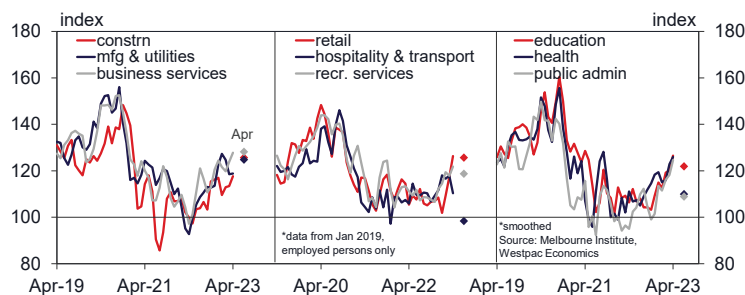 index
index
180
180
constrn
mfg & utilities
business services
retail
hospitality & transport
recr. services
education
health
public admin
160
160
140
140
Apr
120
120
100
100
*data from Jan 2019,
employed persons only
*smoothed
Source: Melbourne Institute,
Westpac Economics
80
80
Apr-19 Apr-21 Apr-23 Apr-20 Apr-22 Apr-19 Apr-21 Apr-23